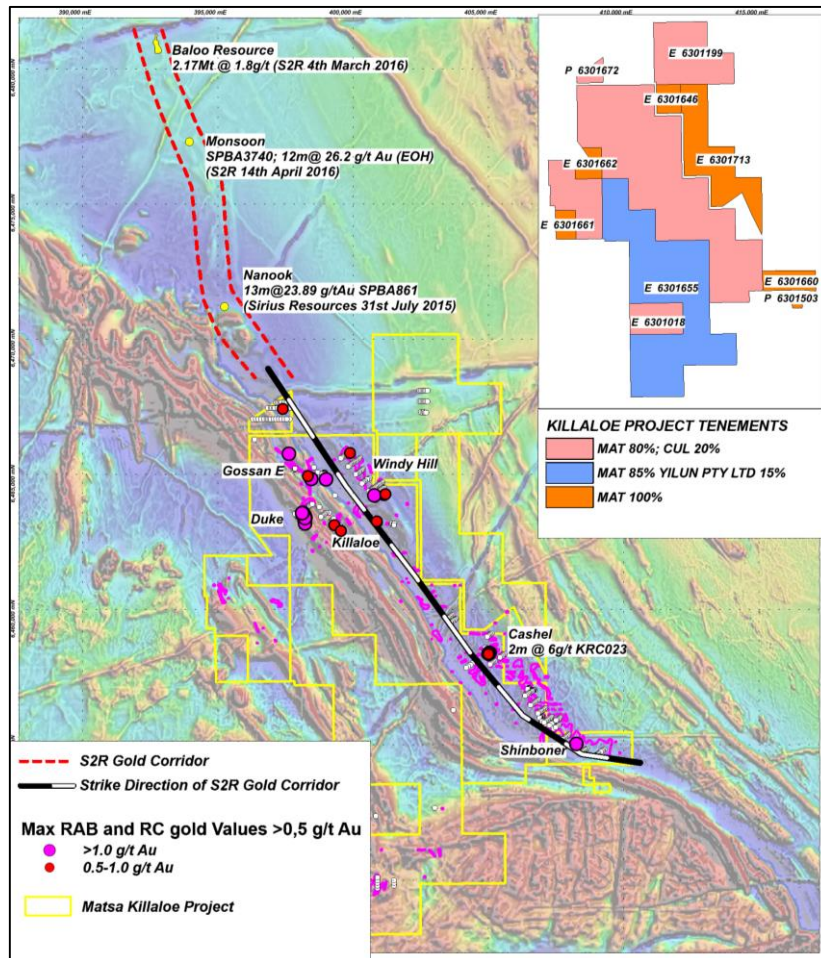 390,000 mE
395,000 mE
400,000 mE
405,000 mE
410,000 mE
415,000 mE
Baloo Resource
2.17Mt @ 1.8g/t (S2R 4th March 2016)
Monsoon
SPBA3740; 12m@ 26.2 g/t Au (EOH)
(S2R 14th April 2016)
Nanook
13m@23.89 g/tAu SPBA861
(Sirius Resources 31st July 2015)
Gossan E
Windy Hill
Duke
Killaloe
Cashel
2m @ 6g/t KRC023
Shinboner
E 6301199
P 6301672
E 6301646
E 6301713
E 6301662
E 6301661
E 6301655
E 6301660
P 6301503
E 6301018
KILLALOE PROJECT TENEMENTS
MAT 80%; CUL 20%
MAT 85% YILUN PTY LTD 15%
MAT 100%
S2R Gold Corridor
Strike Direction of S2R Gold Corridor
Max RAB and RC gold Values >0,5 g/t Au
>1.0 g/t Au
0.5-1.0 g/t Au
Matsa Killaloe Project